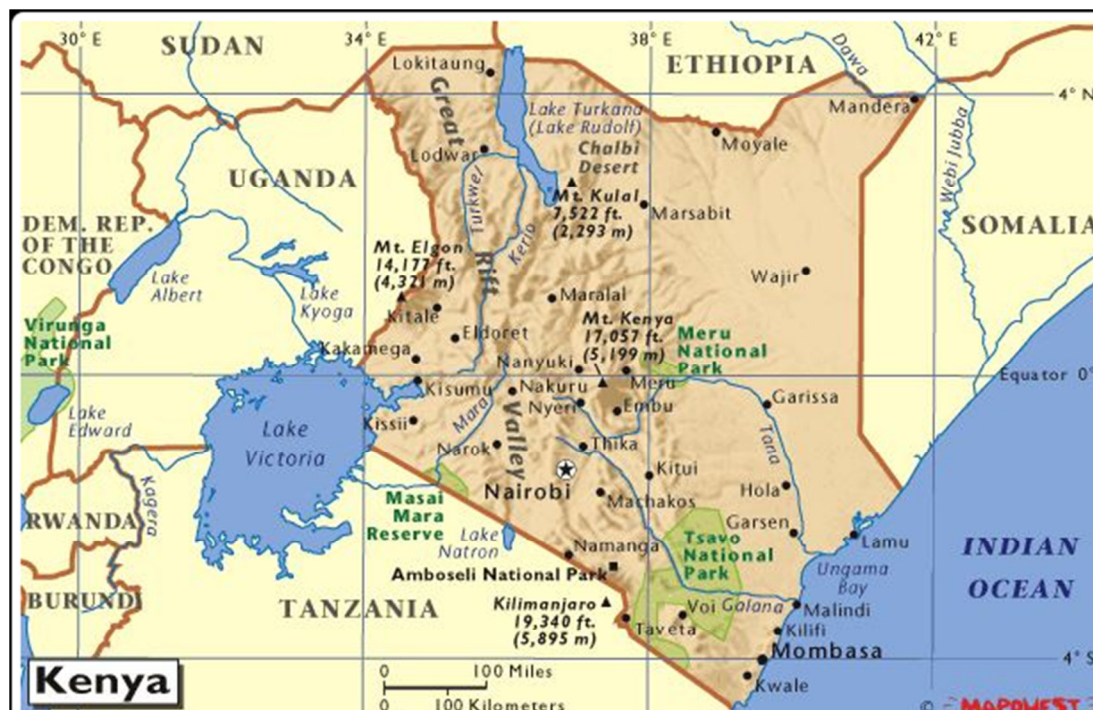 30° E
34° E
38° E
42° E
SUDAN
ETHIOPIA
Dawa
Lokitaung
Great
Lake Turkana
(Lake Rudolf)
Chalbi
Desert
Mandera
4° N
Moyale
Lodwar
UGANDA
Turkwel
Mt. Kulal
7,522 ft.
(2,293 m)
Marsabit
Webi Jubba
SOMALIA
DEM. REP.
OF THE
CONGO
Lake
Albert
Lake
Kyoga
Mt. Elgon
14,177 ft.
(4,321 m)
Rift
Kerio
Wajir
Kitale
Maralal
Virunga
National
Park
Eldoret
Mt. Kenya
17,057 ft.
(5,199 m)
Meru
National
Park
Kakamega
Nanyuki
Meru
Equator 0°
Kisumu
Nakuru
Nyeri
Embu
Garissa
Lake
Edward
Lake
Victoria
Kissii
Mara
Valley
Narok
Thika
Tana
Kagera
Nairobi
Kitui
Machakos
Hola
RWANDA
Masai
Mara
Reserve
Lake
Natron
Namanga
Tsavo
National
Park
Garsen
Lamu
INDIAN
OCEAN
Amboseli National Park
Ungama
Bay
BURUNDI
TANZANIA
Kilimanjaro
19,340 ft.
(5,895 m)
Taveta
Voi
Galana
Malindi
Kilifi
Mombasa
4° S
Kwale
Kenya
0 100 Miles
0 100 Kilometers
© MAPQUEST